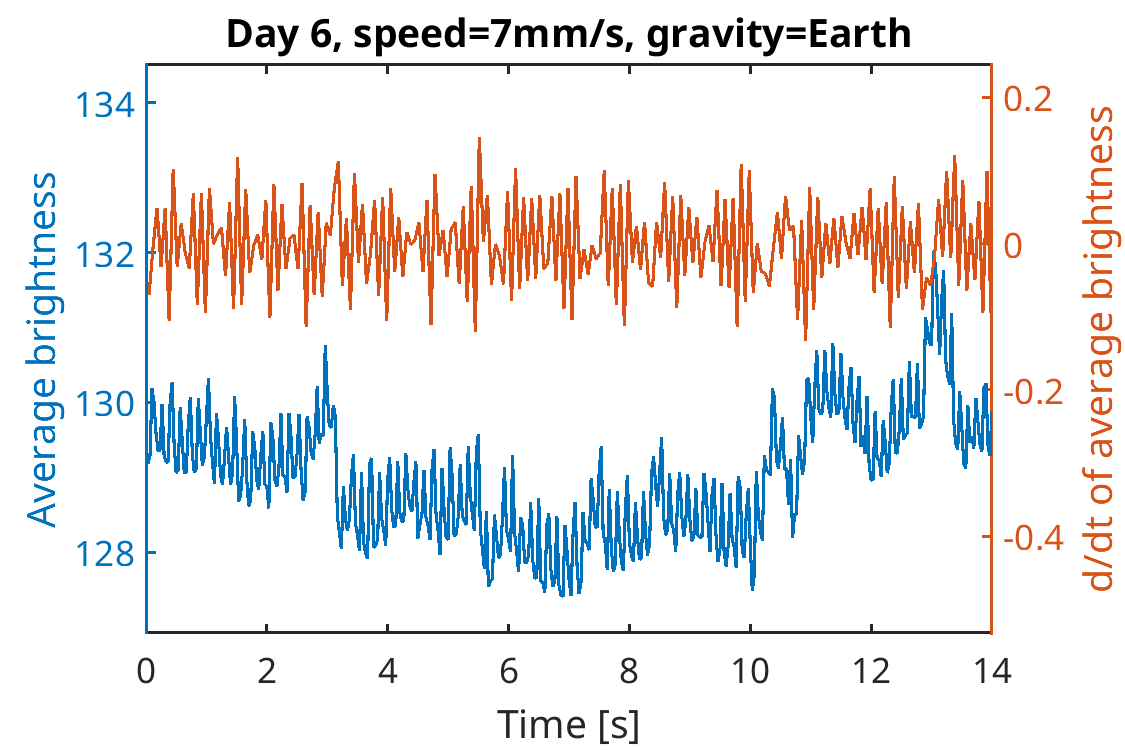 Day 6, speed=7mm/s, gravity=Earth
Average brightness
134
132
130
128
0.2
0
-0.2
-0.4
d/dt of average brightness
0 2 4 6 8 10 12 14
Time [s]